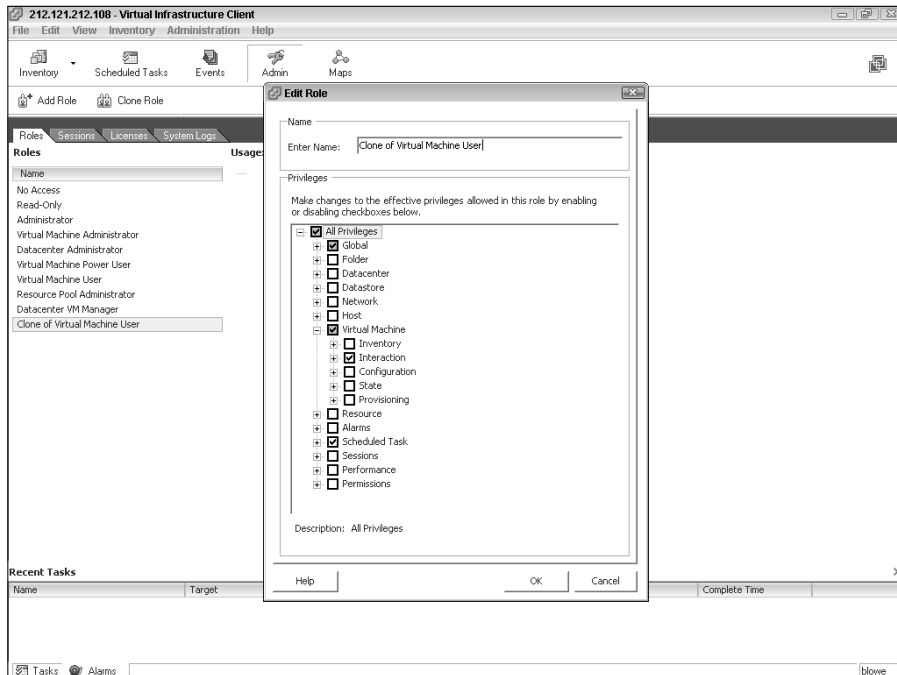 212.121.212.108 - Virtual Infrastructure Client
File Edit View Inventory Administration Help
Inventory Scheduled Tasks Events Admin Maps
Add Role Clone Role
Roles Sessions Licenses System Logs
Roles
Usage:
Name
No Access
Read-Only
Administrator
Virtual Machine Administrator
Datacenter Administrator
Virtual Machine Power User
Virtual Machine User
Resource Pool Administrator
Datacenter VM Manager
Clone of Virtual Machine User
Edit Role
Name
Enter Name: Clone of Virtual Machine User
Privileges
Make changes to the effective privileges allowed in this role by enabling
or disabling checkboxes below.
All Privileges
Global
Folder
Datacenter
Datastore
Network
Host
Virtual Machine
Inventory
Interaction
Configuration
State
Provisioning
Resource
Alarms
Scheduled Task
Sessions
Performance
Permissions
Description: All Privileges
Help OK Cancel
Recent Tasks
Name Target Complete Time
Tasks Alarms blowe